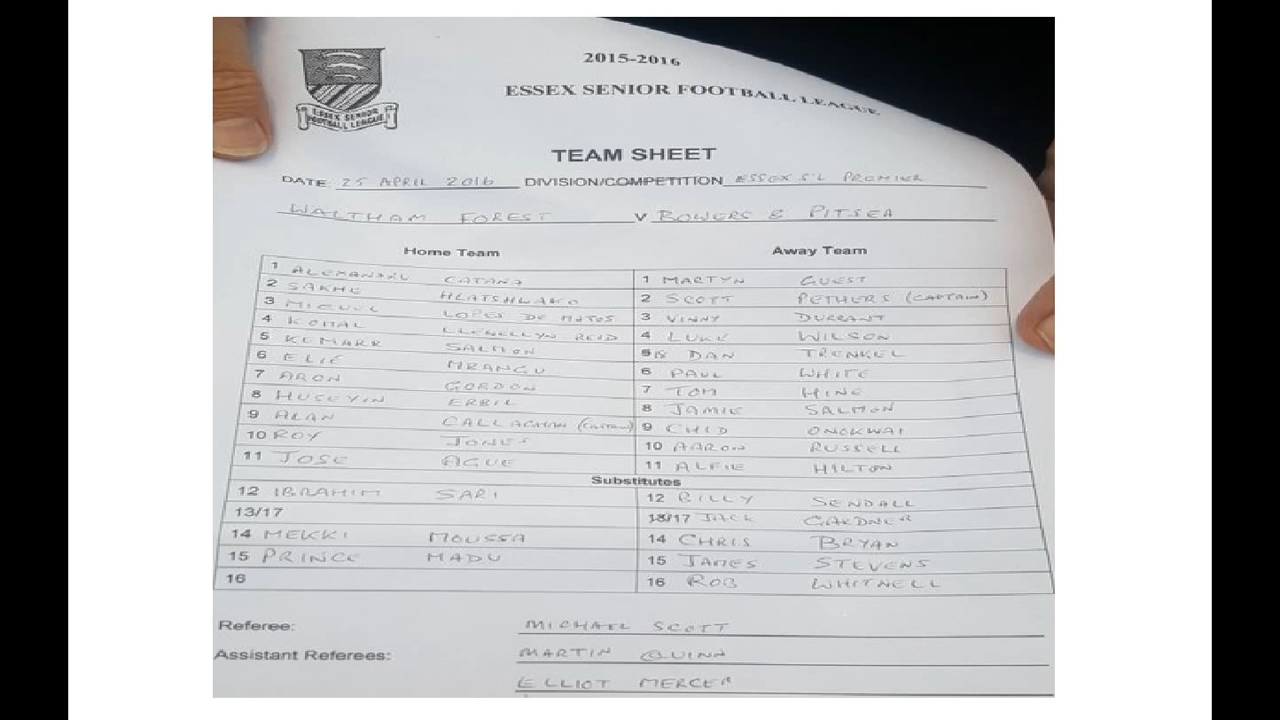 2015-2016
ESSEX SENIOR FOOTBALL LEAGUE
ESSEX SENIOR
FOOTBALL LEAGUE
TEAM SHEET
DATE: 25 APRIL 2016 DIVISION/COMPETITION ESSEX S'L PREMIER
WALTHAM FOREST v BOWERS & PITSEA
Home Team Away Team
1 CATANA 1 MARTYN GUEST
2 SAKHE HLATSHWAKO 2 SCOTT PETHERS (CAPTAIN)
3 MIGUEL LOPES DE MATOS 3 VINNY DURRANT
4 KOMAL LLENELLYN REID 4 LUKE WILSON
5 KEMARR SALMON 5 DAN TRENKEL
6 ELIE MBANGU 6 PAUL WHITE
7 ARON GORDON 7 TOM HINE
8 HUSEYIN ERBIL 8 JAMIE SALMON
9 ALAN CALLAGHAN (CAPTAIN) 9 CHID ONOKWAI
10 ROY JONES 10 AARON RUSSELL
11 JOSE AGUE 11 ALFIE HILTON
Substitutes
12 IBRAHIM SARI 12 BILLY SENDALL
13/17 13/17 JACK GARDNER
14 MEKKI MOUSSA 14 CHRIS BRYAN
15 PRINCE MADU 15 JAMES STEVENS
16 16 ROB WHITNELL
Referee: MICHAEL SCOTT
Assistant Referees: MARTIN QUINN
ELLIOT MERCER